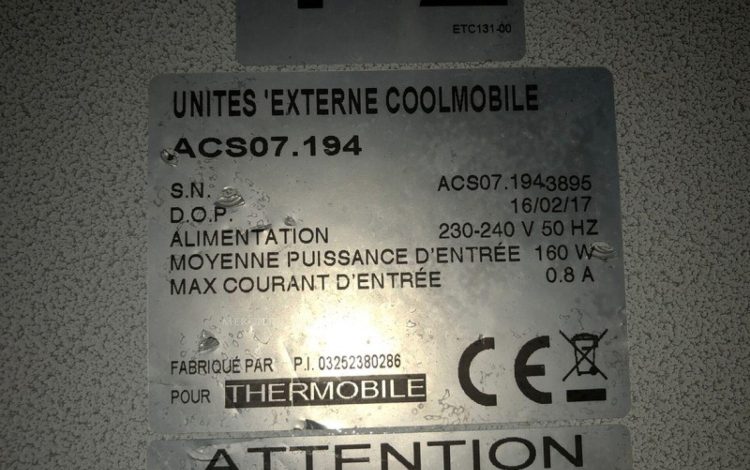 ETC131-00
UNITES 'EXTERNE COOLMOBILE
ACS07.194
S.N. ACS07.1943895
D.O.P. 16/02/17
ALIMENTATION 230-240 V 50 HZ
MOYENNE PUISSANCE D'ENTRÉE 160 W
MAX COURANT D'ENTRÉE 0.8 A
FABRIQUÉ PAR P.I. 03252380286
POUR THERMOBILE
CE
ATTENTION